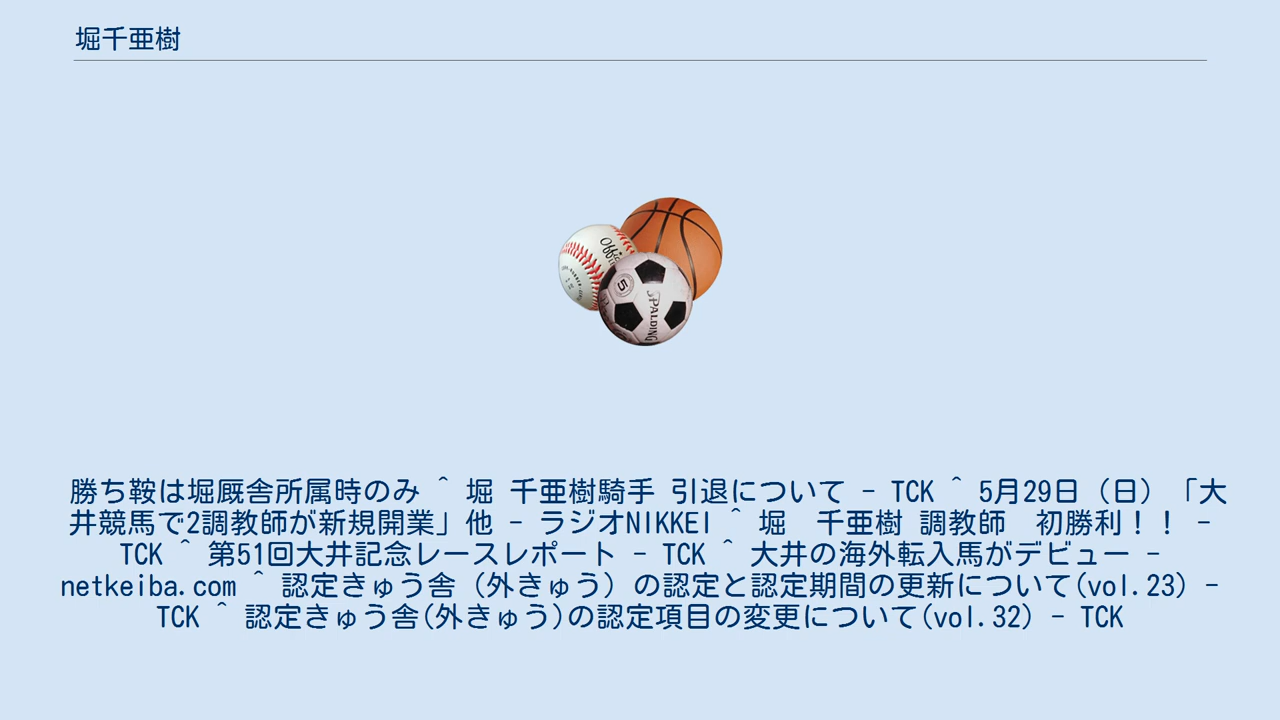 堀千亜樹
Offic
5
SPALDING
勝ち鞍は堀厩舎所属時のみ ^ 堀 千亜樹騎手 引退について - TCK ^ 5月29日（日）「大
井競馬で2調教師が新規開業」他 - ラジオNIKKEI ^ 堀　千亜樹 調教師　初勝利！！ -
TCK ^ 第51回大井記念レースレポート - TCK ^ 大井の海外転入馬がデビュー -
netkeiba.com ^ 認定きゅう舎（外きゅう）の認定と認定期間の更新について(vol.23) -
TCK ^ 認定きゅう舎(外きゅう)の認定項目の変更について(vol.32) - TCK